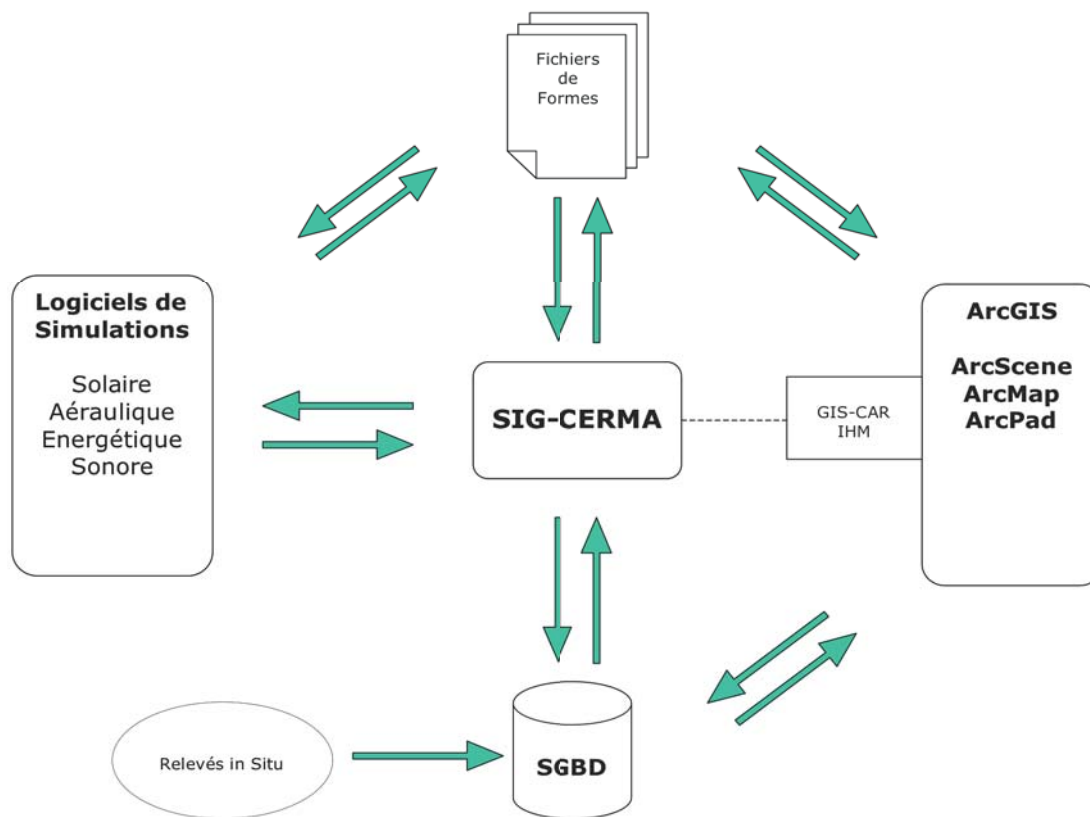 Fichiers
de
Formes
Logiciels de
Simulations
Solaire
Aéraulique
Energétique
Sonore
SIG-CERMA
GIS-CAR
IHM
ArcGIS
ArcScene
ArcMap
ArcPad
Relevés in Situ
SGBD